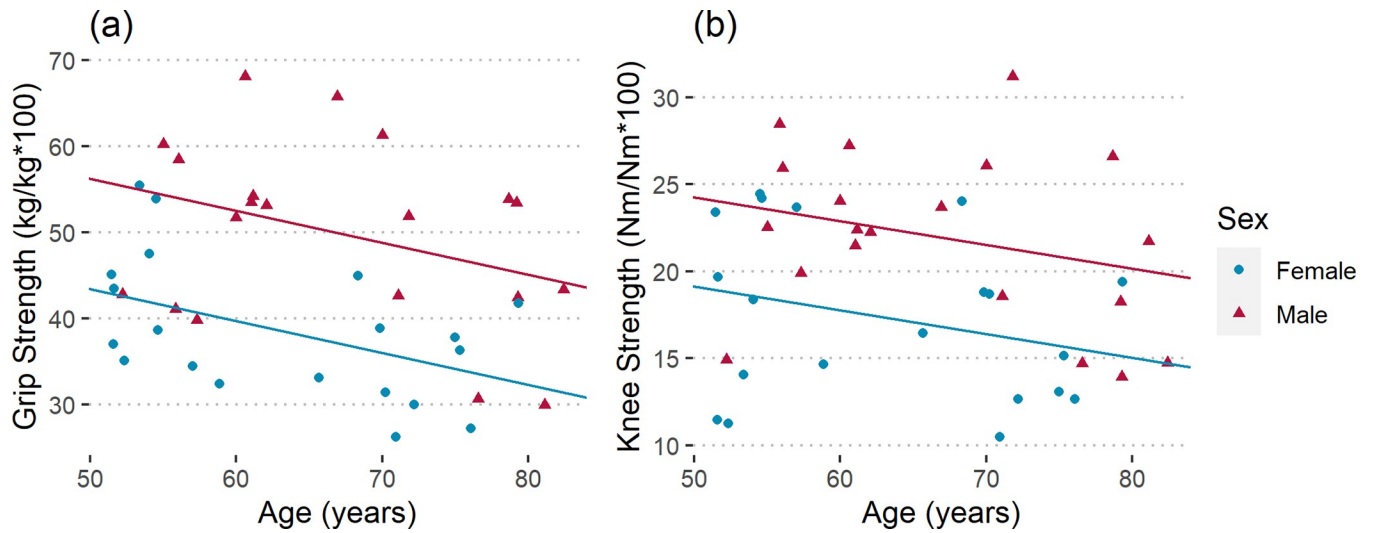 (a)
70
60
50
40
30
Grip Strength (kg/kg*100)
50 60 70 80
Age (years)
(b)
30
25
20
15
10
Knee Strength (Nm/Nm*100)
50 60 70 80
Age (years)
Sex
Female
Male